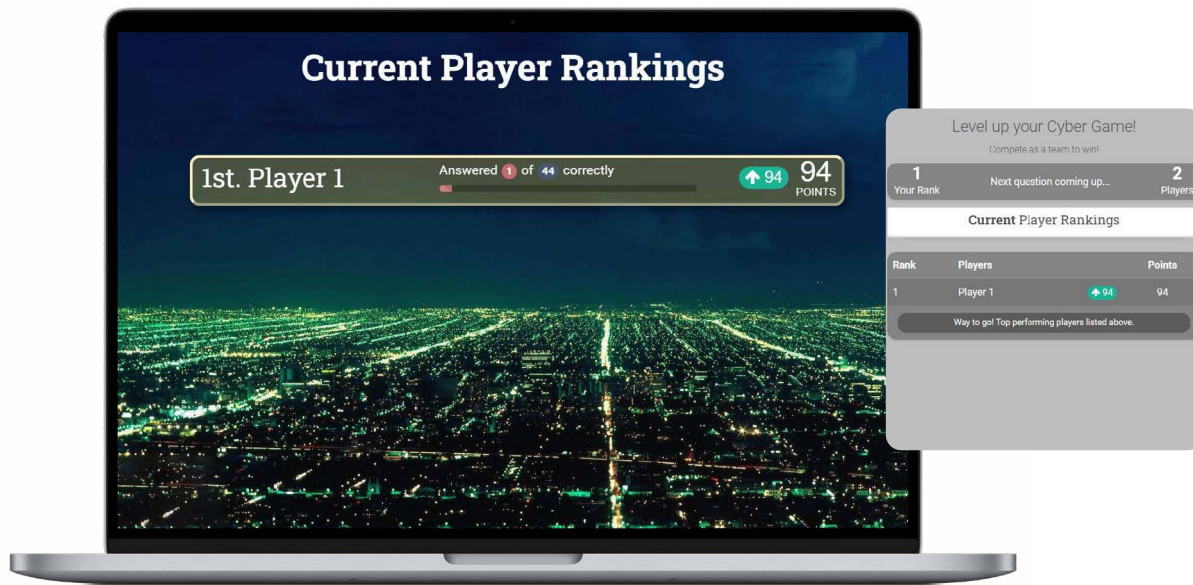 Current Player Rankings
1st. Player 1
Answered 1 of 44 correctly
94
94
POINTS
Level up your Cyber Game!
Compete as a team to win!
1
Your Rank
Next question coming up...
2
Players
Current Player Rankings
Rank Players Points
1 Player 1 94 94
Way to go! Top performing players listed above.